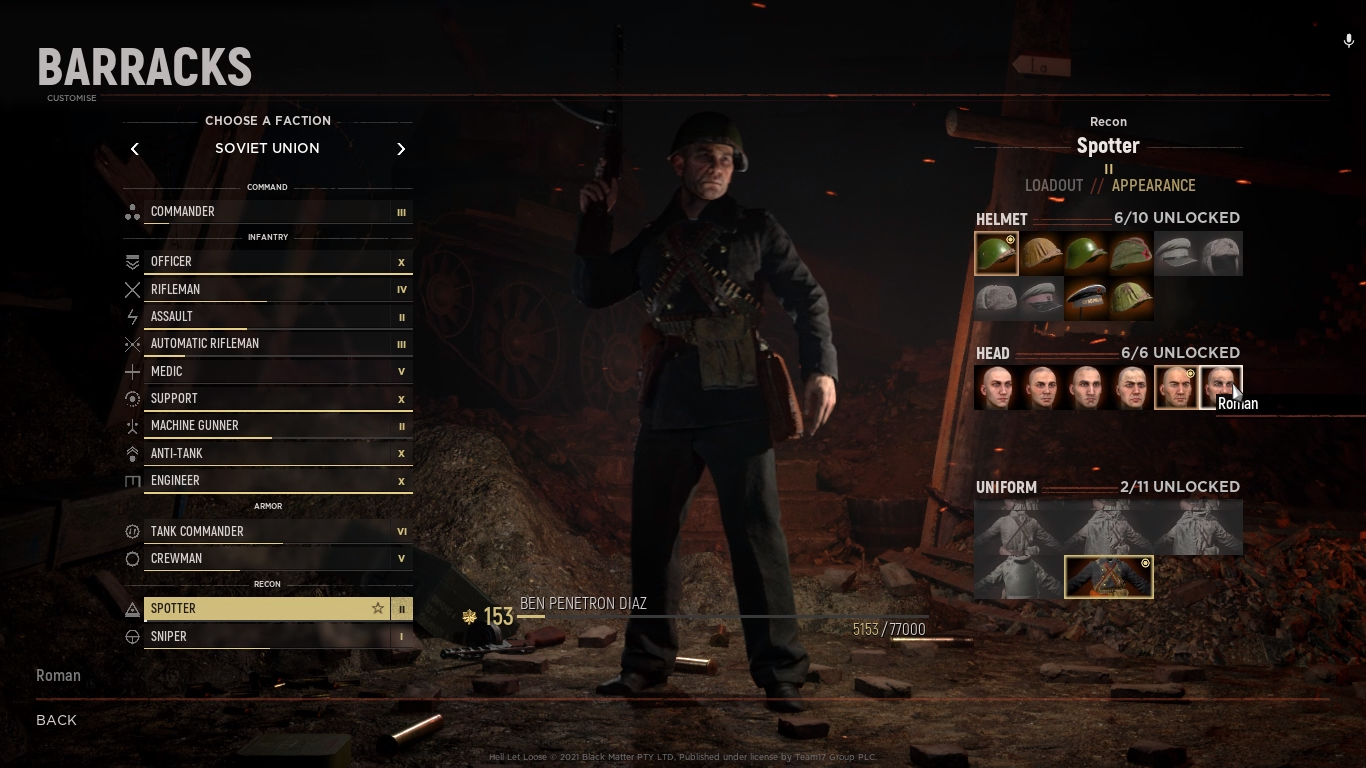 BARRACKS
CUSTOMISE
CHOOSE A FACTION
SOVIET UNION
COMMAND
COMMANDER III
INFANTRY
OFFICER X
RIFLEMAN IV
ASSAULT II
AUTOMATIC RIFLEMAN III
MEDIC V
SUPPORT X
MACHINE GUNNER II
ANTI-TANK X
ENGINEER X
ARMOR
TANK COMMANDER VI
CREWMAN V
RECON
SPOTTER II
SNIPER I
153 BEN PENETRON DIAZ
5153/77000
Recon
Spotter
II
LOADOUT // APPEARANCE
HELMET 6/10 UNLOCKED
HEAD 6/6 UNLOCKED
Roman
UNIFORM 2/11 UNLOCKED
Roman
BACK
Hell Let Loose © 2021 Black Matter PTY LTD. Published under license by Team17 Group PLC.